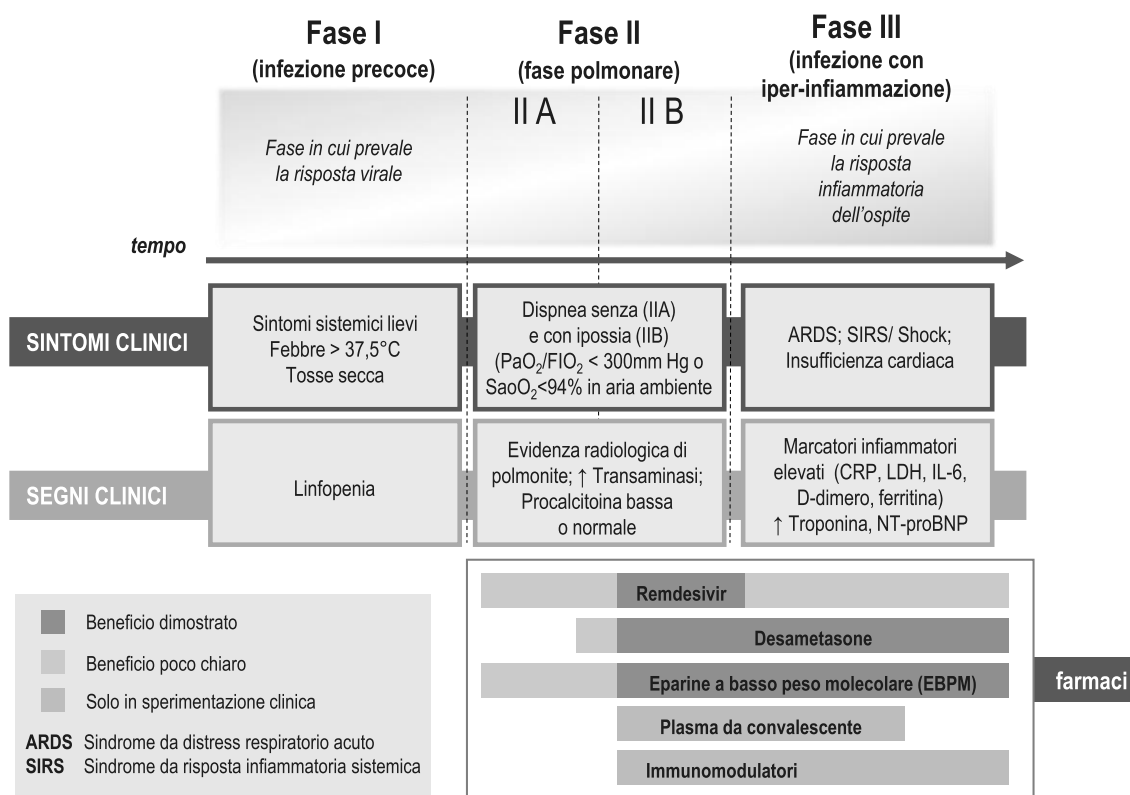 Fase I
(infezione precoce)
Fase II
(fase polmonare)
Fase III
(infezione con
iper-infiammazione)
II A
II B
Fase in cui prevale
la risposta virale
Fase in cui prevale
la risposta
infiammatoria
dell'ospite
tempo
SINTOMI CLINICI
Sintomi sistemici lievi
Febbre > 37,5°C
Tosse secca
Dispnea senza (IIA)
e con ipossia (IIB)
(PaO₂/FIO₂ < 300mm Hg o
SaoO₂<94% in aria ambiente
ARDS; SIRS/ Shock;
Insufficienza cardiaca
SEGNI CLINICI
Linfopenia
Evidenza radiologica di
polmonite; ↑ Transaminasi;
Procalcitoina bassa
o normale
Marcatori infiammatori
elevati (CRP, LDH, IL-6,
D-dimero, ferritina)
↑ Troponina, NT-proBNP
Beneficio dimostrato
Beneficio poco chiaro
Solo in sperimentazione clinica
ARDS Sindrome da distress respiratorio acuto
SIRS Sindrome da risposta infiammatoria sistemica
Remdesivir
Desametasone
Eparine a basso peso molecolare (EBPM)
Plasma da convalescente
Immunomodulatori
farmaci